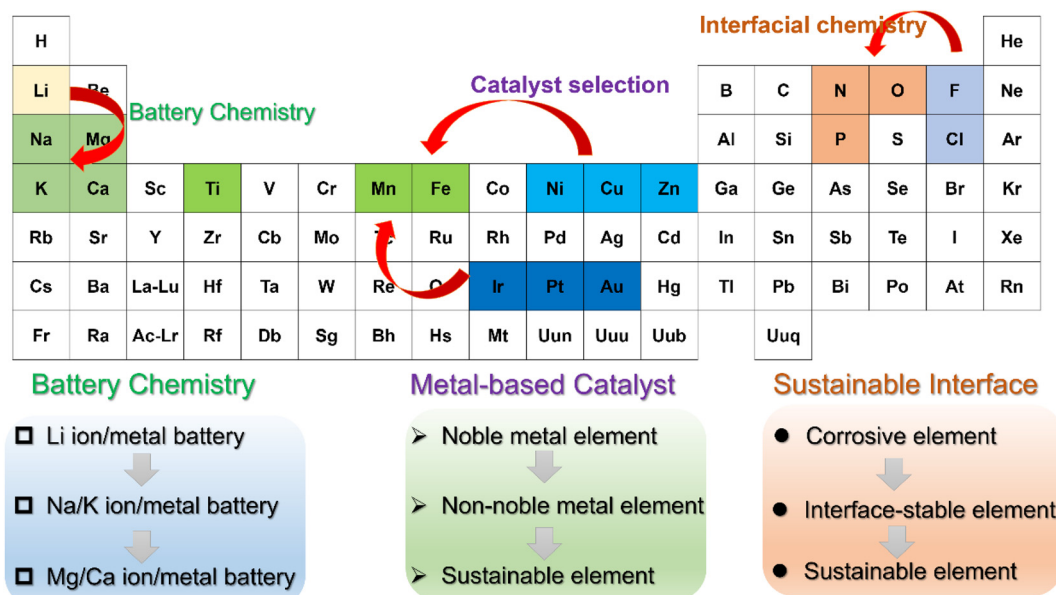 Interfacial chemistry
H He
Li Be Catalyst selection B C N O F Ne
Battery Chemistry
Na Mg Al Si P S Cl Ar
K Ca Sc Ti V Cr Mn Fe Co Ni Cu Zn Ga Ge As Se Br Kr
Rb Sr Y Zr Cb Mo Ru Rh Pd Ag Cd In Sn Sb Te I Xe
Cs Ba La-Lu Hf Ta W Re Ir Pt Au Hg Tl Pb Bi Po At Rn
Fr Ra Ac-Lr Rf Db Sg Bh Hs Mt Uun Uuu Uub Uuq
Battery Chemistry
Li ion/metal battery
Na/K ion/metal battery
Mg/Ca ion/metal battery
Metal-based Catalyst
Noble metal element
Non-noble metal element
Sustainable element
Sustainable Interface
Corrosive element
Interface-stable element
Sustainable element